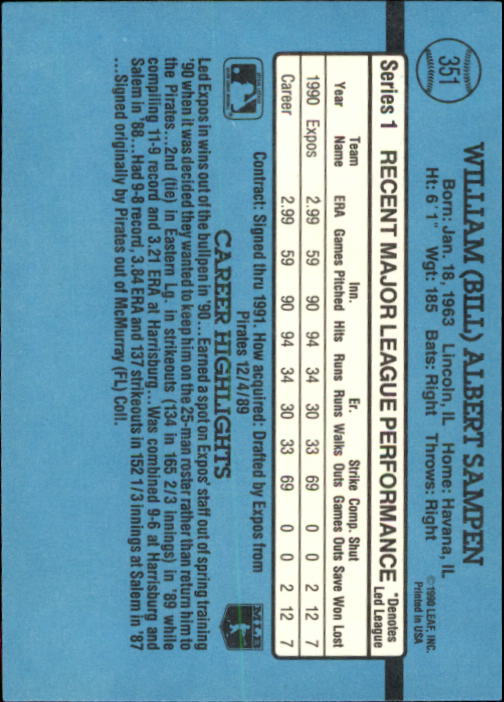 351
WILLIAM (BILL) ALBERT SAMPEN
Born: Jan. 18, 1963 Lincoln, IL Home: Havana, IL
Ht: 6'1" Wgt: 185 Bats: Right Throws: Right
©1990 LEAF, INC.
Printed in USA
Series 1 RECENT MAJOR LEAGUE PERFORMANCE *Denotes Led League
Year Team Name ERA Games Inn. Pitched Hits Runs Er. Runs Walks Strike Outs Comp. Games Shut Outs Save Won Lost
1990 Expos 2.99 59 90 94 34 30 33 69 0 0 2 12 7
Career 2.99 59 90 94 34 30 33 69 0 0 2 12 7
Contract: Signed thru 1991. How acquired: Drafted by Expos from
Pirates 12/4/89
MLB
CAREER HIGHLIGHTS
Led Expos in wins out of the bullpen in '90...Earned a spot on Expos' staff out of spring training
'90 when it was decided they wanted to keep him on the 25-man roster rather than return him to
the Pirates...2nd (tie) in Eastern Lg. in strikeouts (134 in 165 2/3 innings) in '89 while
compiling 11-9 record and 3.21 ERA at Harrisburg...Was combined 9-6 at Harrisburg and
Salem in '88...Had 9-8 record, 3.84 ERA and 137 strikeouts in 152 1/3 innings at Salem in '87
...Signed originally by Pirates out of McMurray (FL) Coll.